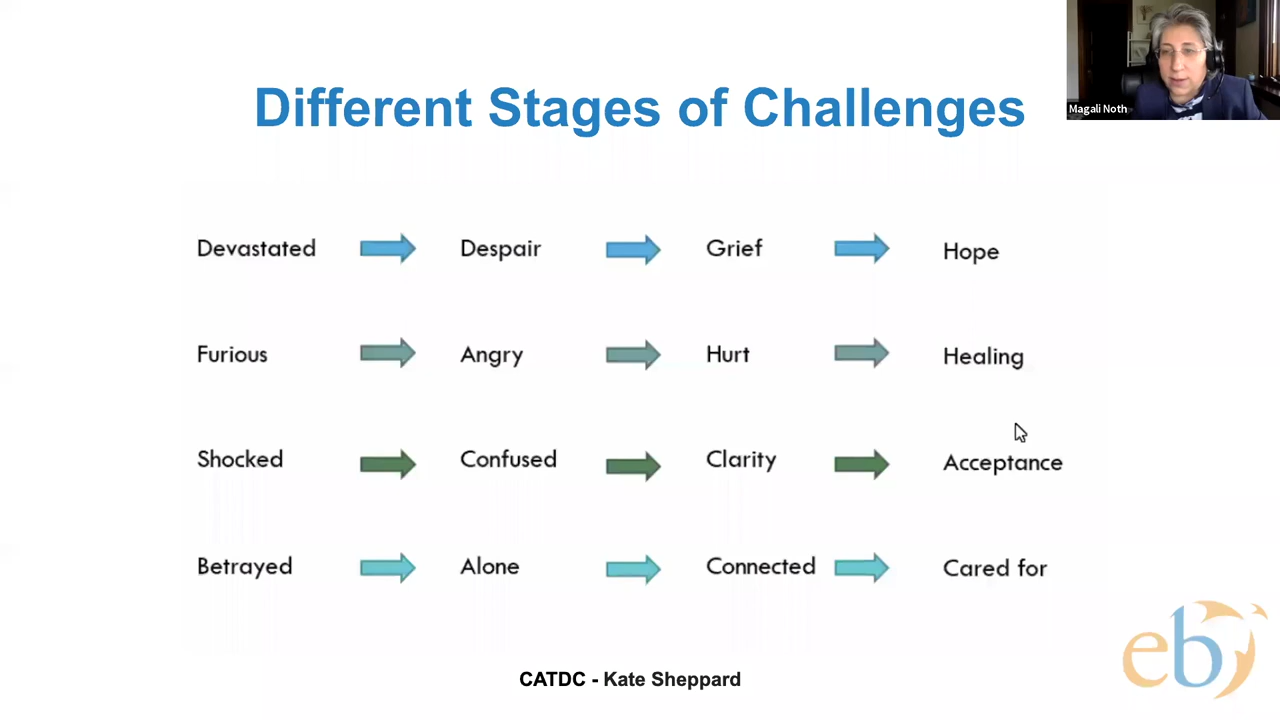 Different Stages of Challenges
Magali Noth
Devastated Despair Grief Hope
Furious Angry Hurt Healing
Shocked Confused Clarity Acceptance
Betrayed Alone Connected Cared for
CATDC - Kate Sheppard
ebj